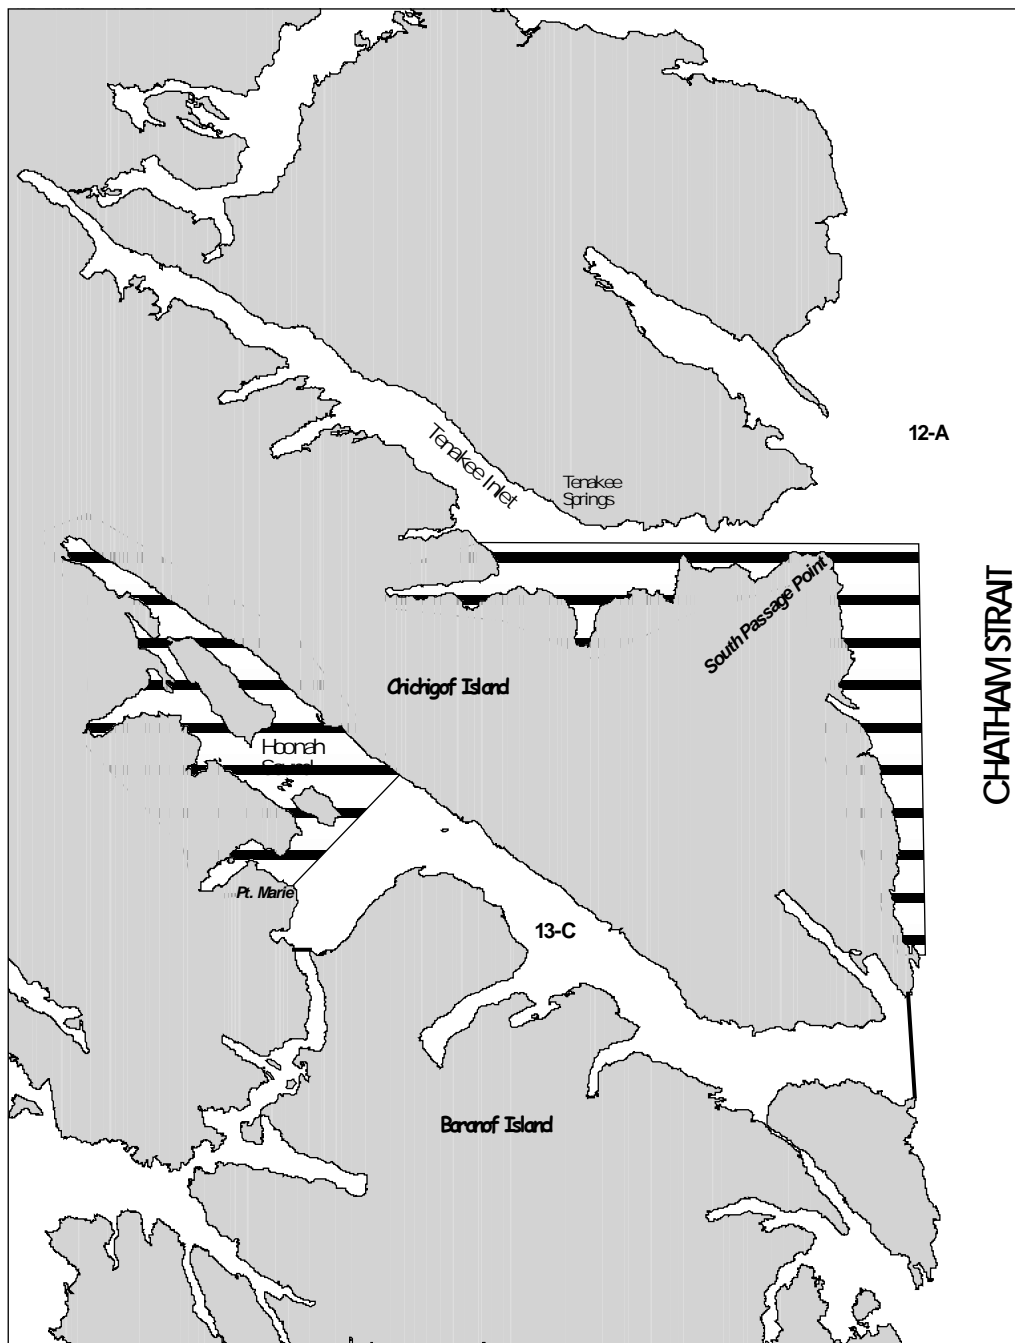 12-A
Tenakee Inlet
Tenakee
Springs
CHATHAM STRAIT
South Passage Point
Chichigof Island
Hoonah
Pt. Marie
13-C
Baranof Island